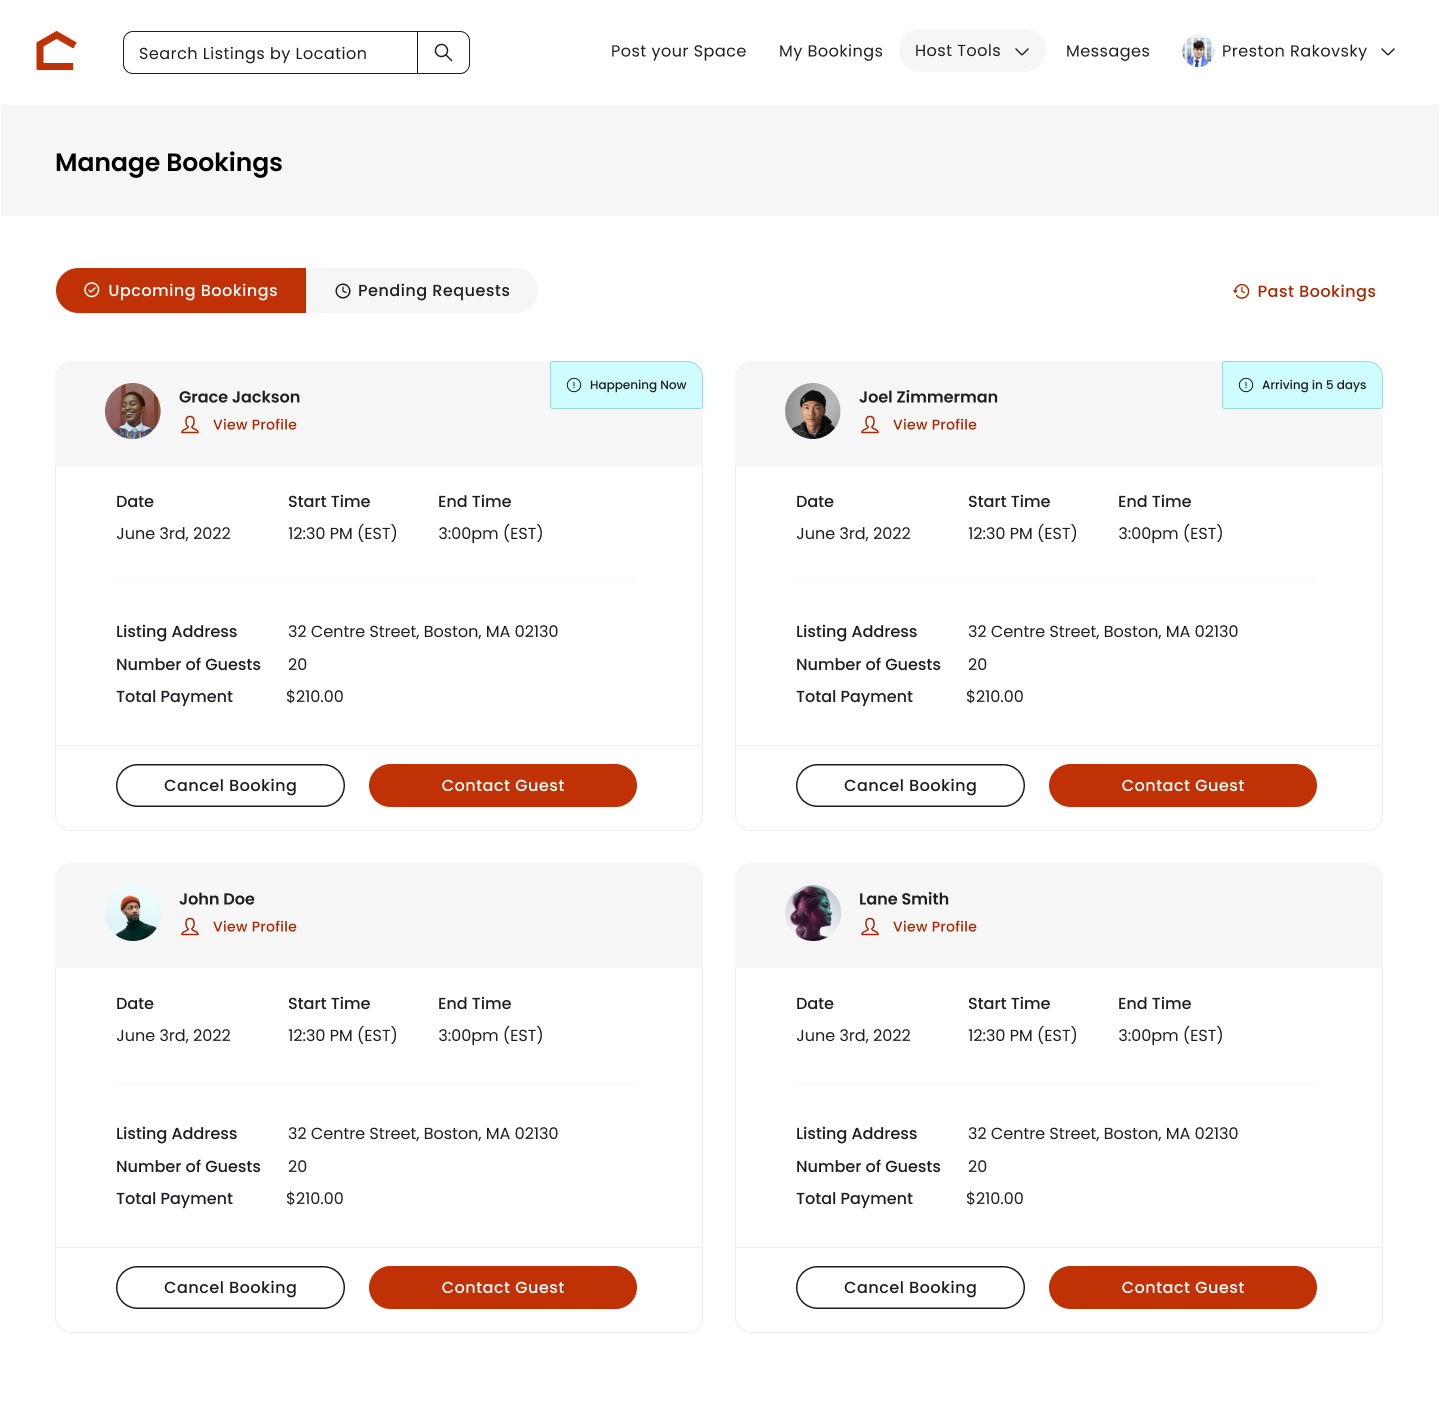 Search Listings by Location
Post your Space
My Bookings
Host Tools
Messages
Preston Rakovsky
Manage Bookings
Upcoming Bookings
Pending Requests
Past Bookings
Grace Jackson
View Profile
Happening Now
Date Start Time End Time
June 3rd, 2022 12:30 PM (EST) 3:00pm (EST)
Listing Address 32 Centre Street, Boston, MA 02130
Number of Guests 20
Total Payment $210.00
Cancel Booking
Contact Guest
Joel Zimmerman
View Profile
Arriving in 5 days
Date Start Time End Time
June 3rd, 2022 12:30 PM (EST) 3:00pm (EST)
Listing Address 32 Centre Street, Boston, MA 02130
Number of Guests 20
Total Payment $210.00
Cancel Booking
Contact Guest
John Doe
View Profile
Date Start Time End Time
June 3rd, 2022 12:30 PM (EST) 3:00pm (EST)
Listing Address 32 Centre Street, Boston, MA 02130
Number of Guests 20
Total Payment $210.00
Cancel Booking
Contact Guest
Lane Smith
View Profile
Date Start Time End Time
June 3rd, 2022 12:30 PM (EST) 3:00pm (EST)
Listing Address 32 Centre Street, Boston, MA 02130
Number of Guests 20
Total Payment $210.00
Cancel Booking
Contact Guest